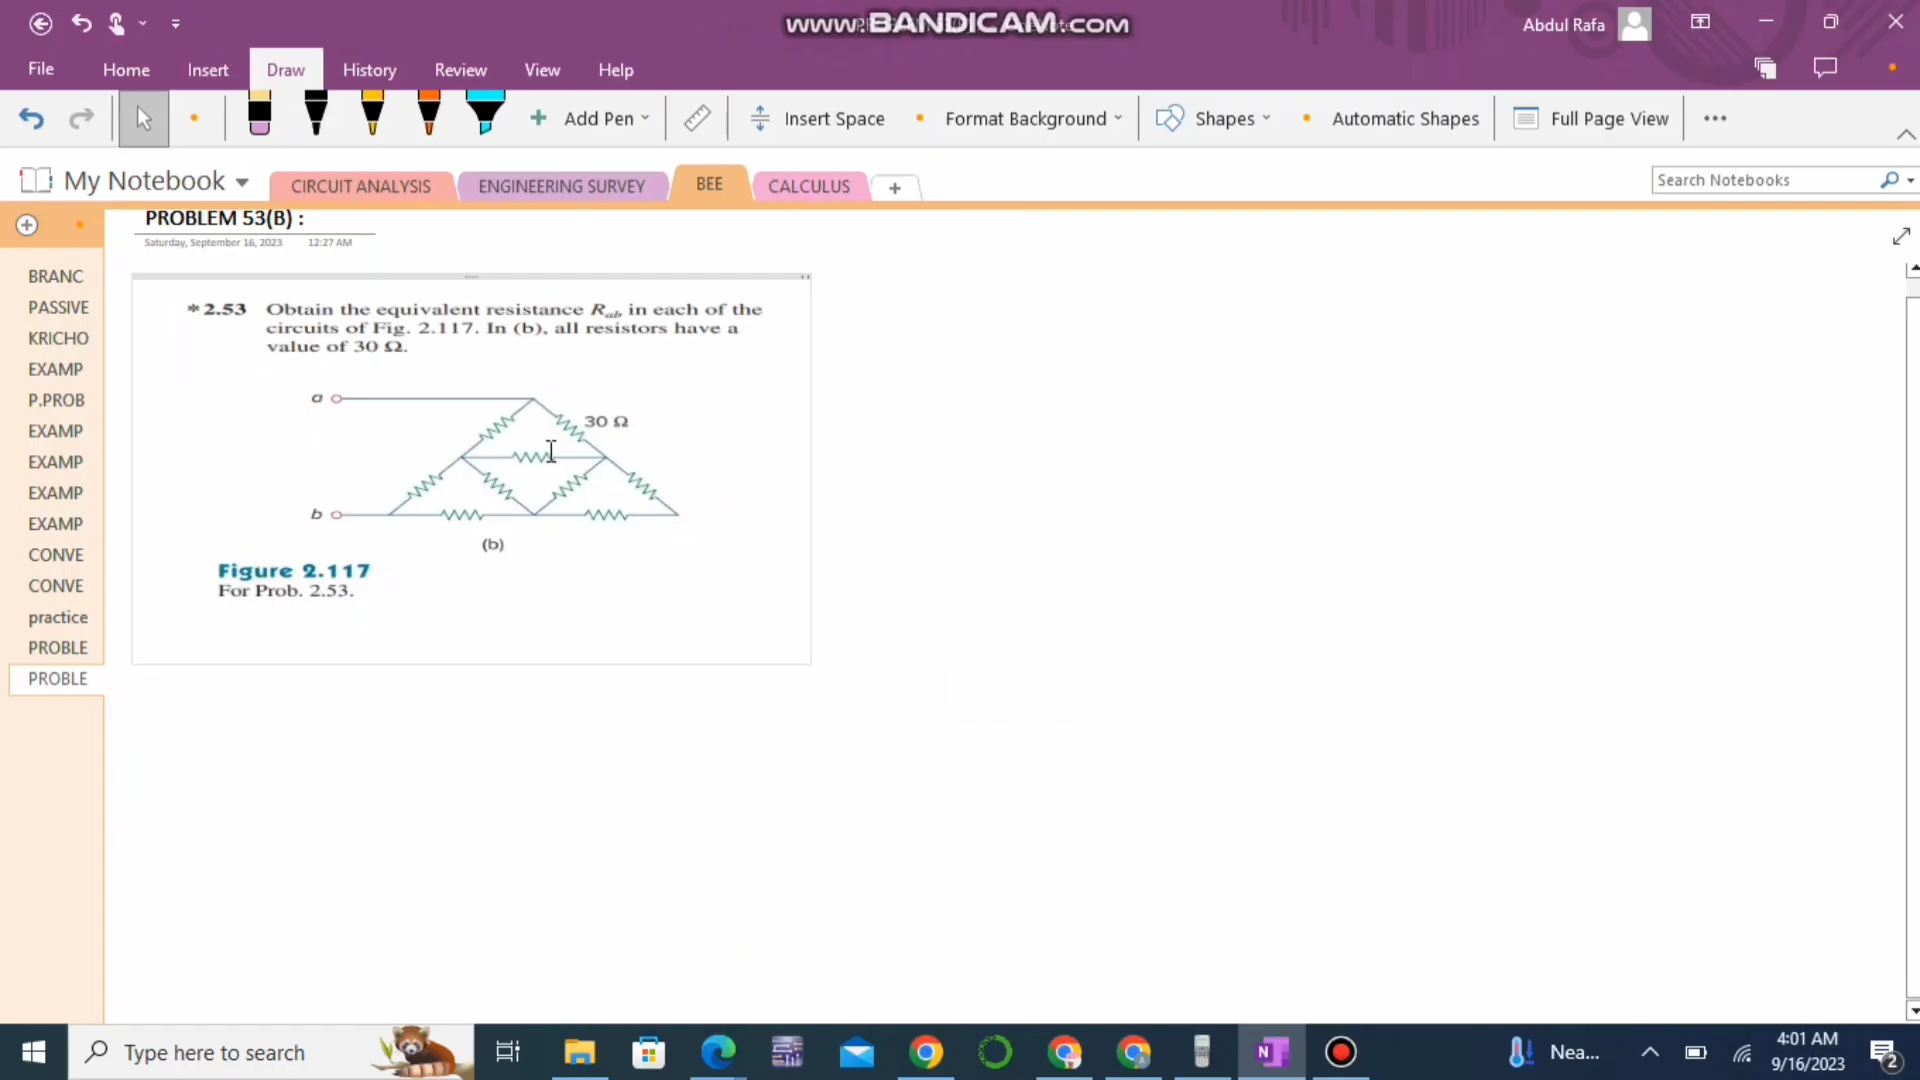 www.BANDICAM.com
Abdul Rafa
File Home Insert Draw History Review View Help
Add Pen Insert Space Format Background Shapes Automatic Shapes Full Page View
My Notebook CIRCUIT ANALYSIS ENGINEERING SURVEY BEE CALCULUS Search Notebooks
PROBLEM 53(B) :
Saturday, September 16, 2023 12:27 AM
BRANC
PASSIVE
KRICHO
EXAMP
P.PROB
EXAMP
EXAMP
EXAMP
EXAMP
CONVE
CONVE
practice
PROBLE
PROBLE
*2.53 Obtain the equivalent resistance Rab in each of the
circuits of Fig. 2.117. In (b), all resistors have a
value of 30 Ω.
a
30 Ω
b
(b)
Figure 2.117
For Prob. 2.53.
Type here to search
Nea...
4:01 AM
9/16/2023
2